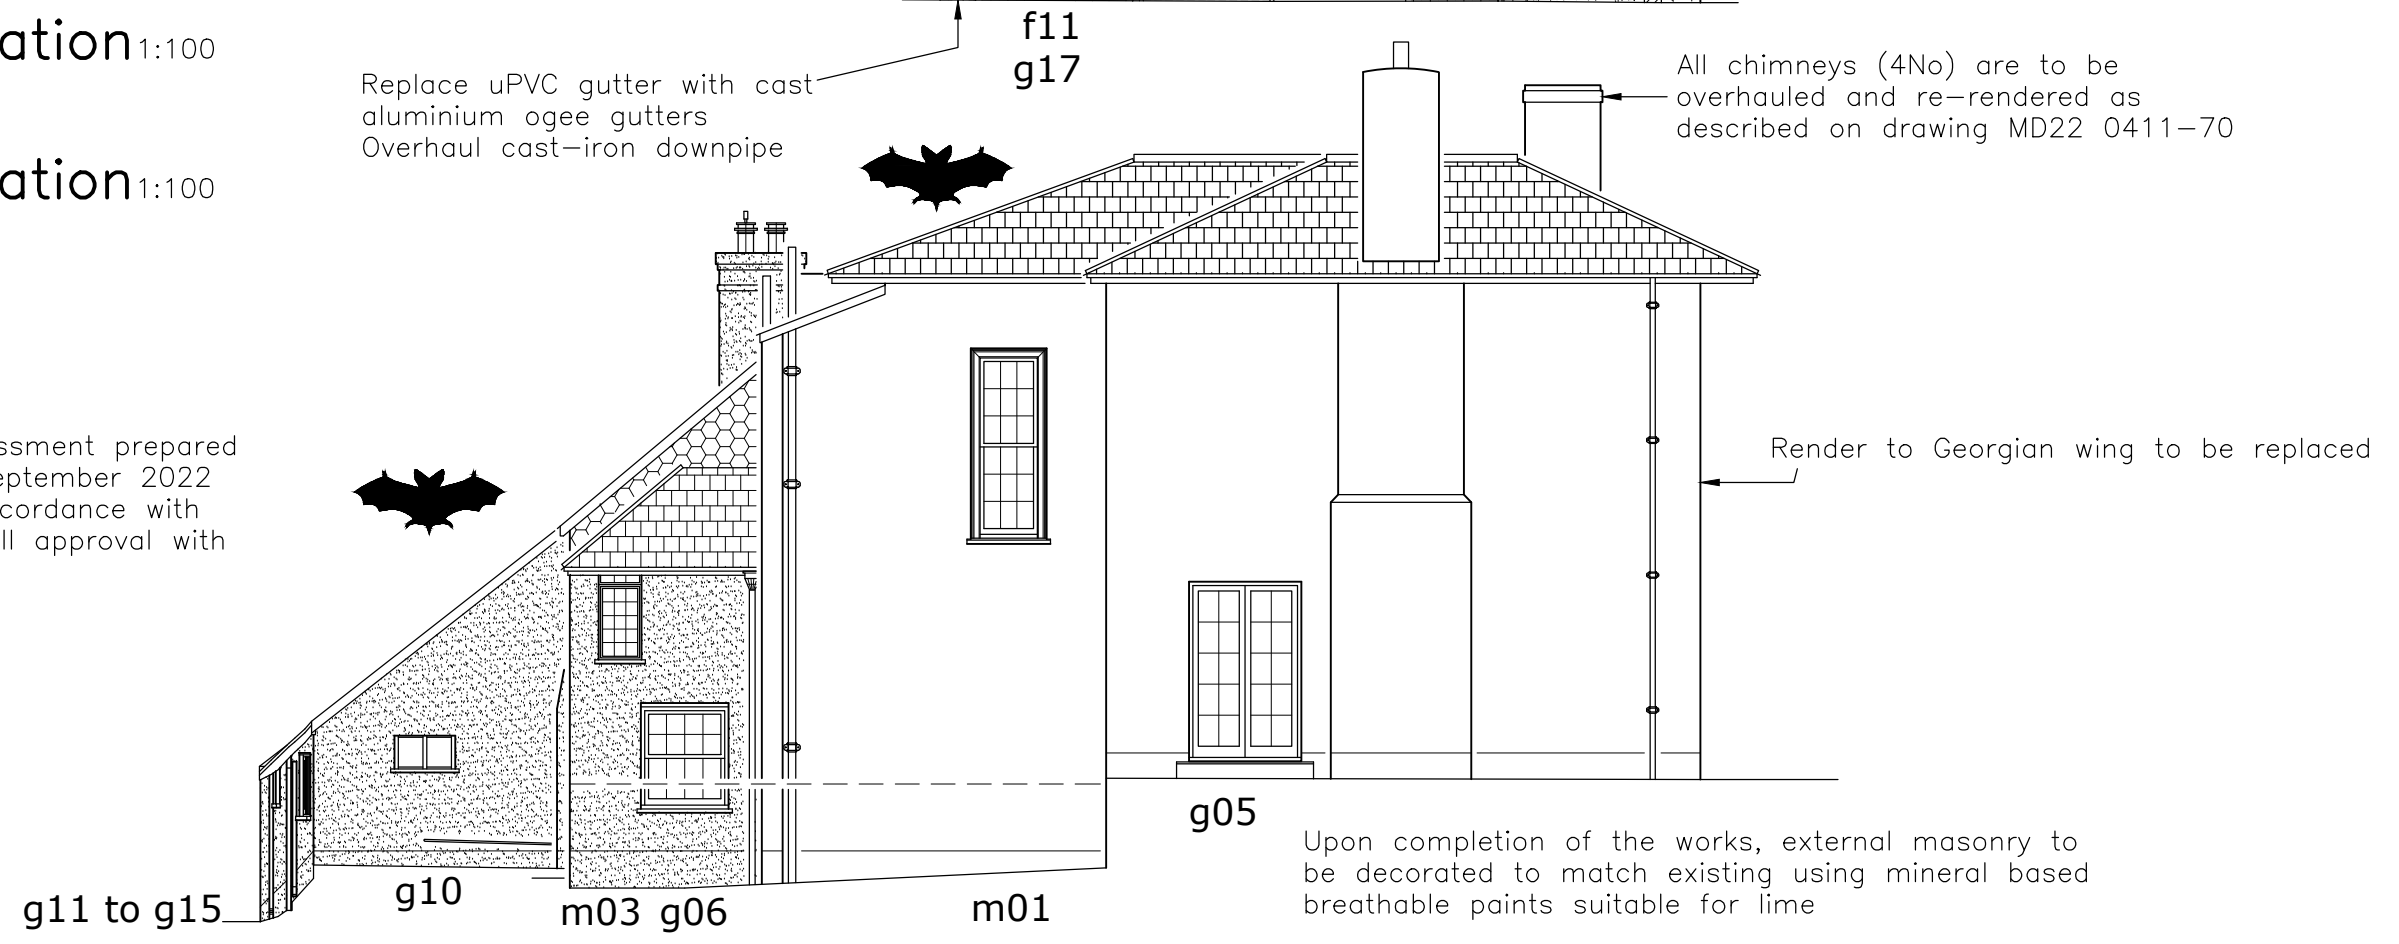 ation 1:100
ation 1:100
f11
g17
Replace uPVC gutter with cast
aluminium ogee gutters
Overhaul cast-iron downpipe
All chimneys (4No) are to be
overhauled and re-rendered as
described on drawing MD22 0411-70
ssment prepared
eptember 2022
cordance with
ll approval with
Render to Georgian wing to be replaced
g05
Upon completion of the works, external masonry to
be decorated to match existing using mineral based
breathable paints suitable for lime
g11 to g15
g10
m03 g06
m01